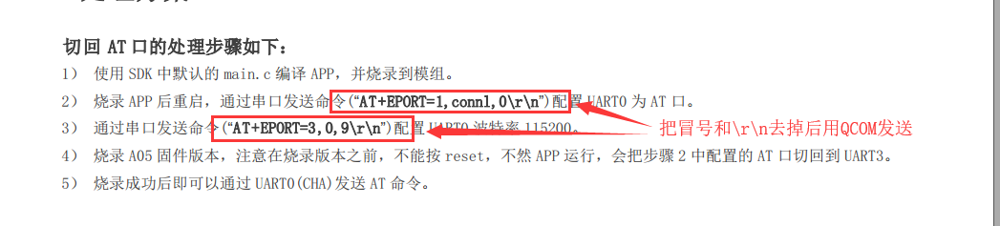 切回 AT 口的处理步骤如下：
1） 使用 SDK 中默认的 main.c 编译 APP，并烧录到模组。
2） 烧录 APP 后重启，通过串口发送命令(“AT+EPORT=1,connl,0\r\n”)配置 UART0 为 AT 口。
3） 通过串口发送命令(“AT+EPORT=3,0,9\r\n”)配置 UART0 波特率 115200。
把冒号和\r\n去掉后用QCOM发送
4） 烧录 A05 固件版本，注意在烧录版本之前，不能按 reset，不然 APP 运行，会把步骤 2 中配置的 AT 口切回到 UART3。
5） 烧录成功后即可以通过 UART0(CHA)发送 AT 命令。